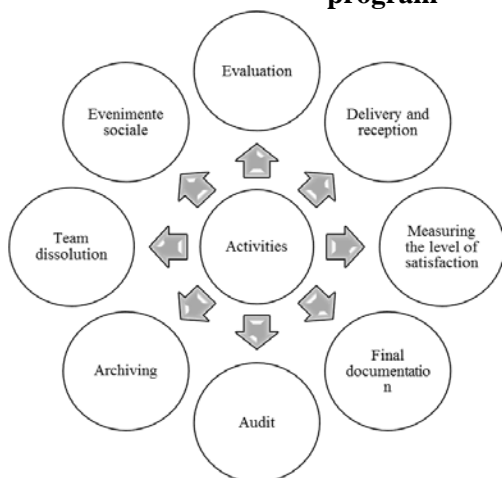 program
Evaluation
Delivery and
reception
Measuring
the level of
satisfaction
Final
documentatio
n
Audit
Archiving
Team
dissolution
Evenimente
sociale
Activities